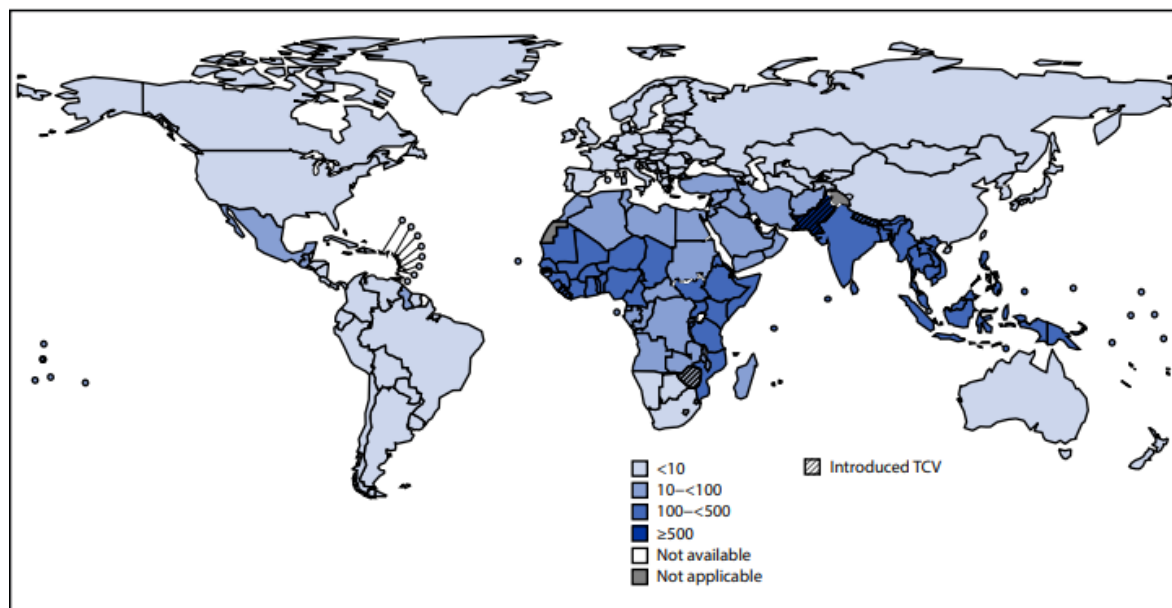 <10
10–<100
100–<500
≥500
Not available
Not applicable
Introduced TCV